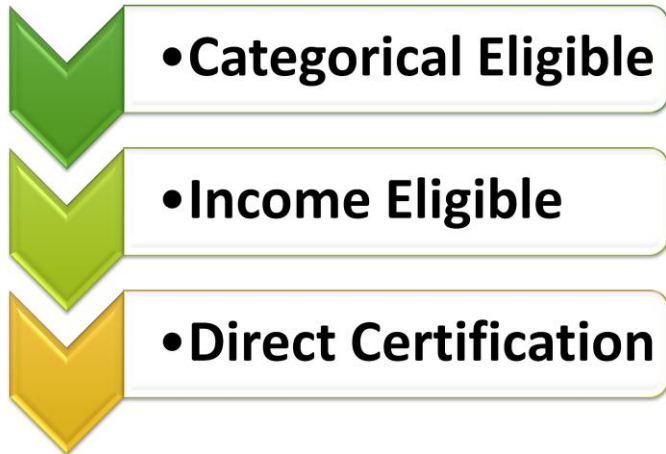 •Categorical Eligible
•Income Eligible
•Direct Certification